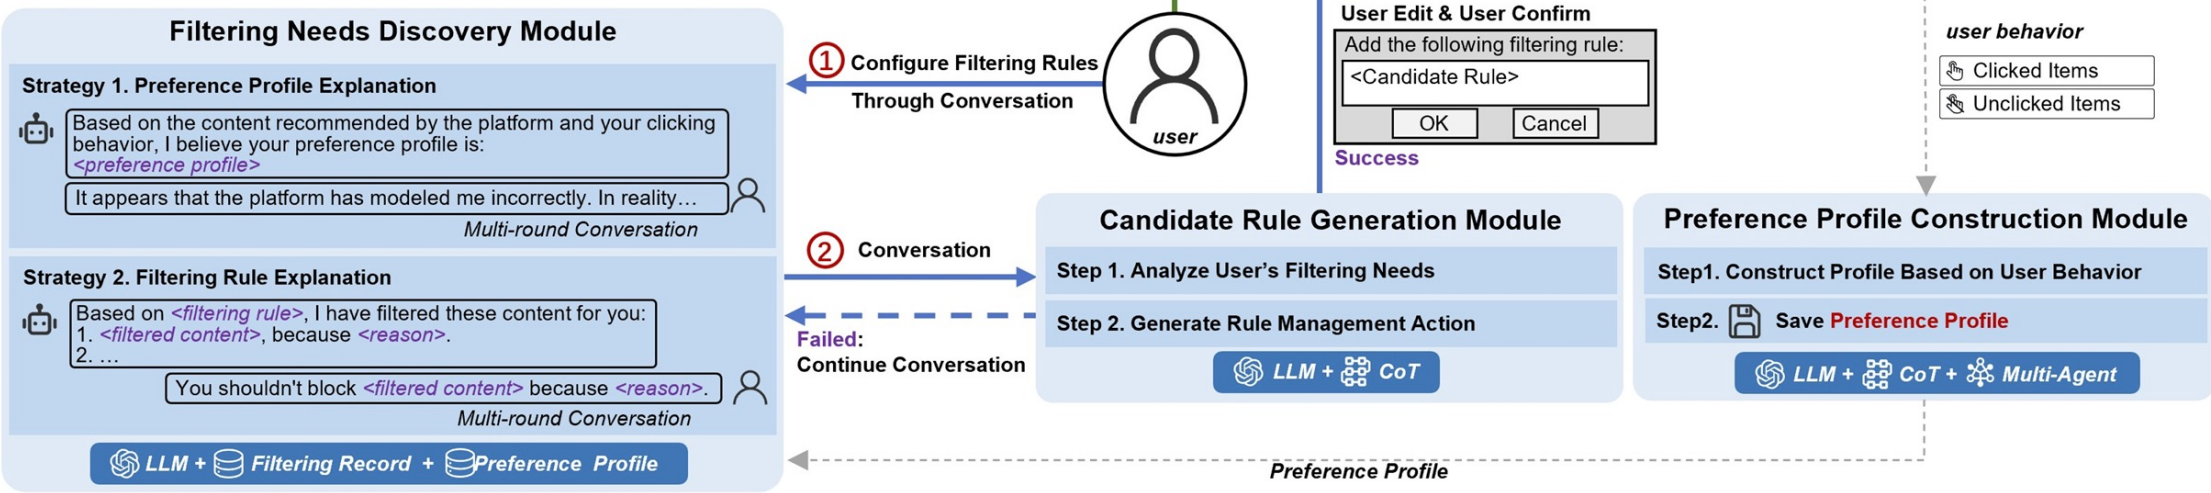 Filtering Needs Discovery Module
Strategy 1. Preference Profile Explanation
Based on the content recommended by the platform and your clicking
behavior, I believe your preference profile is:
<preference profile>
It appears that the platform has modeled me incorrectly. In reality…
Multi-round Conversation
Strategy 2. Filtering Rule Explanation
Based on <filtering rule>, I have filtered these content for you:
1. <filtered content>, because <reason>.
2. …
You shouldn't block <filtered content> because <reason>.
Multi-round Conversation
LLM + Filtering Record + Preference Profile
1 Configure Filtering Rules
Through Conversation
user
2 Conversation
Failed:
Continue Conversation
User Edit & User Confirm
Add the following filtering rule:
<Candidate Rule>
OK Cancel
Success
Candidate Rule Generation Module
Step 1. Analyze User’s Filtering Needs
Step 2. Generate Rule Management Action
LLM + CoT
user behavior
Clicked Items
Unclicked Items
Preference Profile Construction Module
Step1. Construct Profile Based on User Behavior
Step2. Save Preference Profile
LLM + CoT + Multi-Agent
Preference Profile